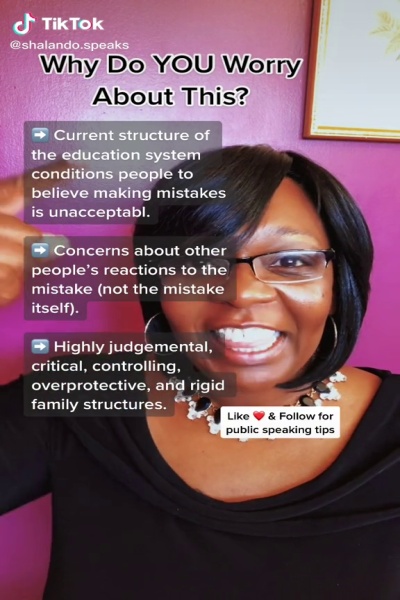 TikTok
@shalando.speaks
Why Do YOU Worry
About This?
➡️ Current structure of
the education system
conditions people to
believe making mistakes
is unacceptabl.
➡️ Concerns about other
people's reactions to the
mistake (not the mistake
itself).
➡️ Highly judgemental,
critical, controlling,
overprotective, and rigid
family structures.
Like ❤️ & Follow for
public speaking tips